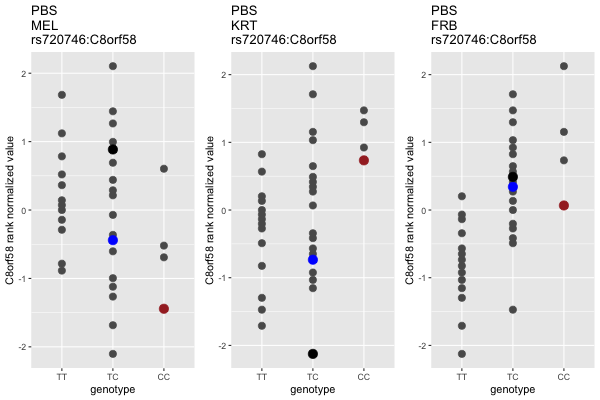 PBS
MEL
rs720746:C8orf58
C8orf58 rank normalized value
2
1
0
-1
-2
TT TC CC
genotype
PBS
KRT
rs720746:C8orf58
C8orf58 rank normalized value
2
1
0
-1
-2
TT TC CC
genotype
PBS
FRB
rs720746:C8orf58
C8orf58 rank normalized value
2
1
0
-1
-2
TT TC CC
genotype